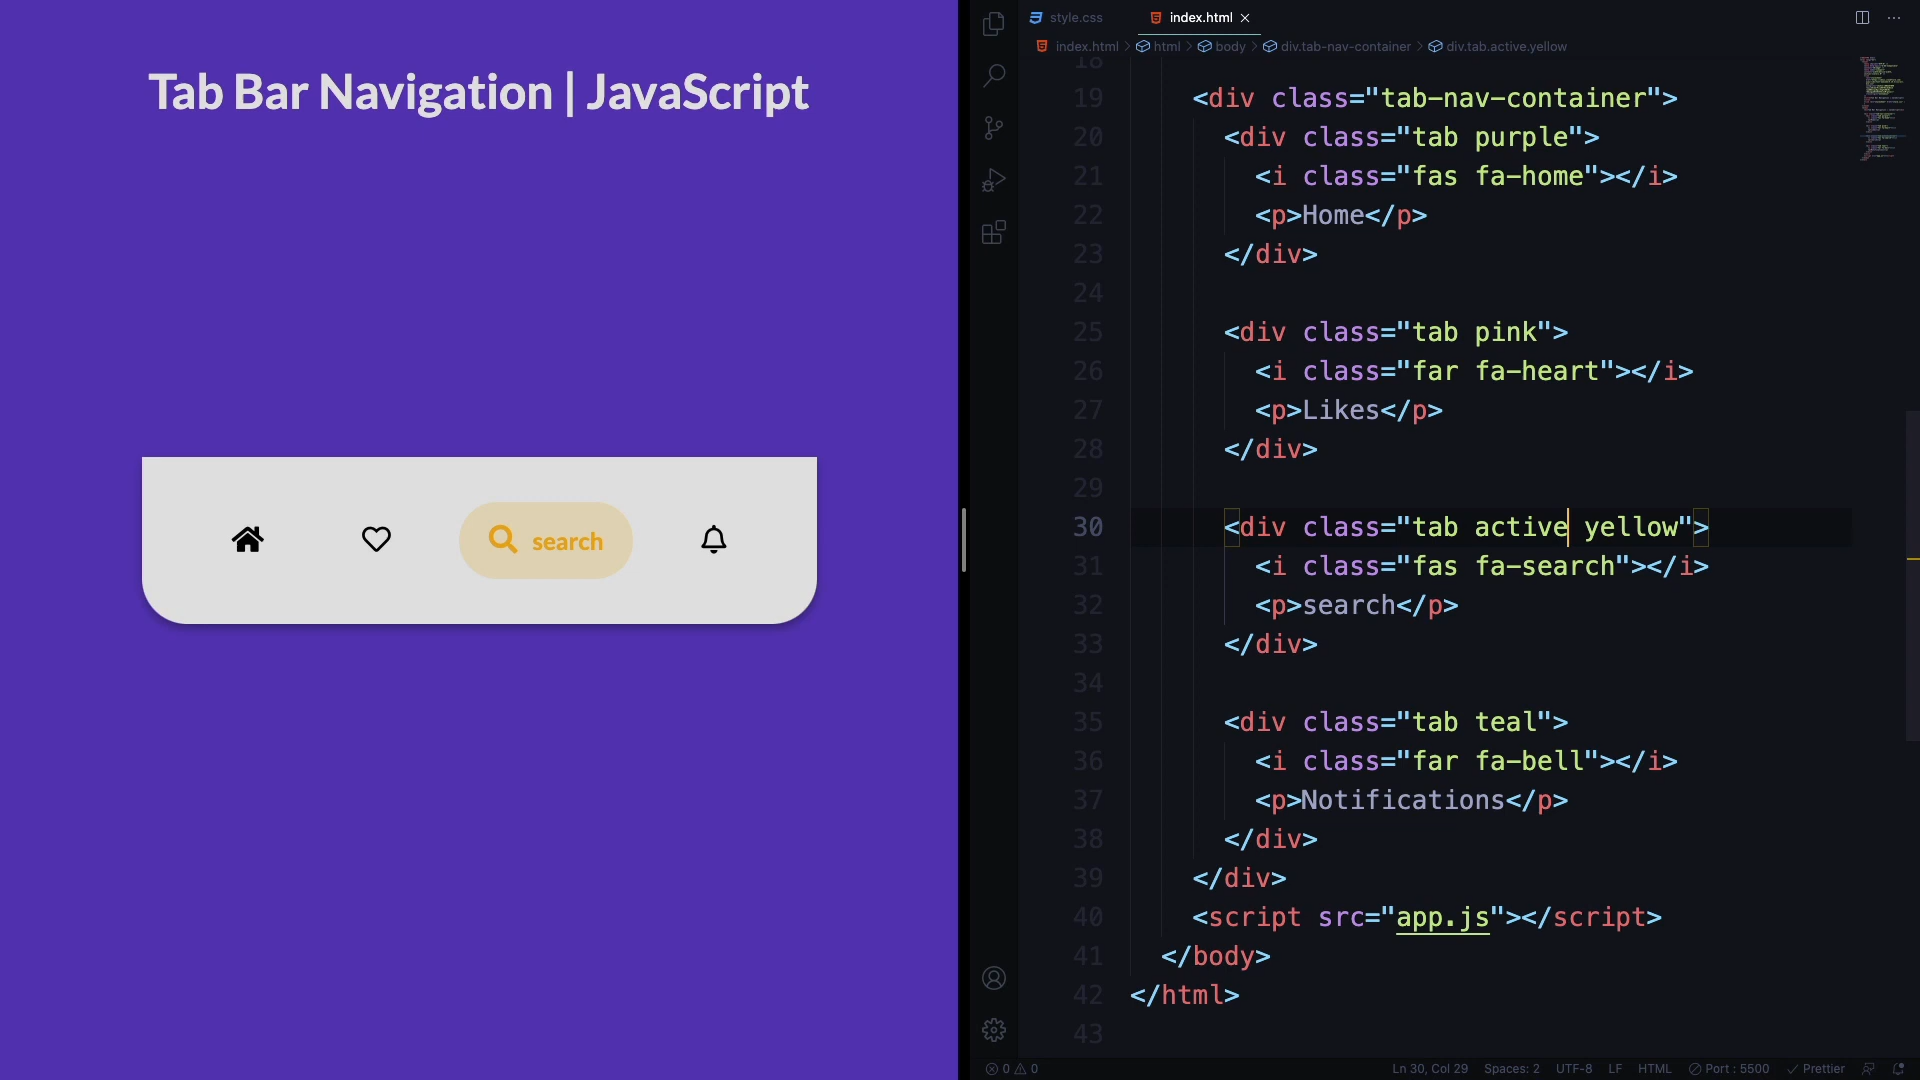 Tab Bar Navigation | JavaScript
search
style.css
index.html
index.html > html > body > div.tab-nav-container > div.tab.active.yellow
18
19 <div class="tab-nav-container">
20 <div class="tab purple">
21 <i class="fas fa-home"></i>
22 <p>Home</p>
23 </div>
24
25 <div class="tab pink">
26 <i class="far fa-heart"></i>
27 <p>Likes</p>
28 </div>
29
30 <div class="tab active yellow">
31 <i class="fas fa-search"></i>
32 <p>search</p>
33 </div>
34
35 <div class="tab teal">
36 <i class="far fa-bell"></i>
37 <p>Notifications</p>
38 </div>
39 </div>
40 <script src="app.js"></script>
41 </body>
42 </html>
43
0 0 Ln 30, Col 29 Spaces: 2 UTF-8 LF HTML Port : 5500 Prettier